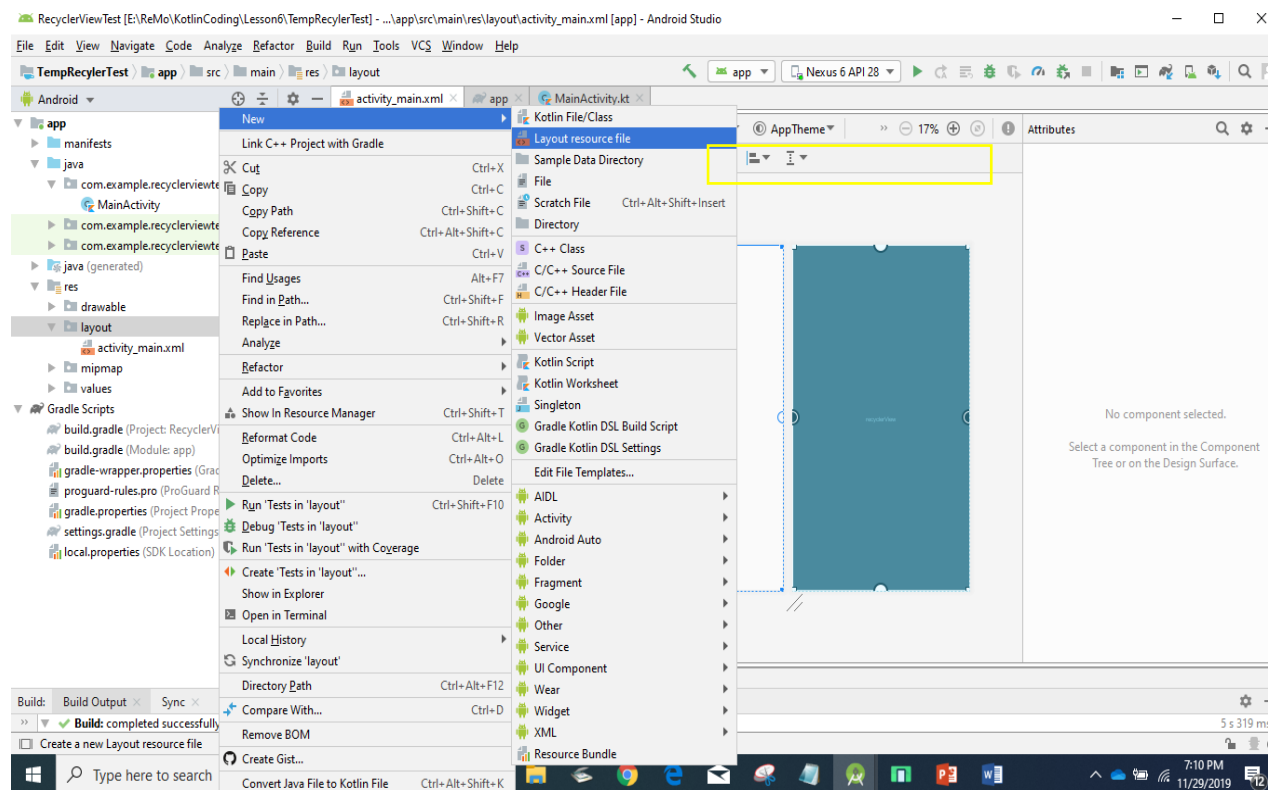 RecyclerViewTest [E:\ReMo\KotlinCoding\Lesson6\TempRecylerTest] - ...\app\src\main\res\layout\activity_main.xml [app] - Android Studio
File Edit View Navigate Code Analyze Refactor Build Run Tools VCS Window Help
TempRecylerTest app src main res layout
app Nexus 6 API 28
Android
activity_main.xml app MainActivity.kt
AppTheme 17% Attributes
app
manifests
java
com.example.recyclerviewte
MainActivity
com.example.recyclerviewte
com.example.recyclerviewte
java (generated)
res
drawable
layout
activity_main.xml
mipmap
values
Gradle Scripts
build.gradle (Project: RecyclerVi
build.gradle (Module: app)
gradle-wrapper.properties (Grad
proguard-rules.pro (ProGuard R
gradle.properties (Project Prope
settings.gradle (Project Settings
local.properties (SDK Location)
New
Link C++ Project with Gradle
Cut Ctrl+X
Copy Ctrl+C
Copy Path Ctrl+Shift+C
Copy Reference Ctrl+Alt+Shift+C
Paste Ctrl+V
Find Usages Alt+F7
Find in Path... Ctrl+Shift+F
Replace in Path... Ctrl+Shift+R
Analyze
Refactor
Add to Favorites
Show In Resource Manager Ctrl+Shift+T
Reformat Code Ctrl+Alt+L
Optimize Imports Ctrl+Alt+O
Delete... Delete
Run 'Tests in 'layout'' Ctrl+Shift+F10
Debug 'Tests in 'layout''
Run 'Tests in 'layout'' with Coverage
Create 'Tests in 'layout''...
Show in Explorer
Open in Terminal
Local History
Synchronize 'layout'
Directory Path Ctrl+Alt+F12
Compare With... Ctrl+D
Remove BOM
Create Gist...
Convert Java File to Kotlin File Ctrl+Alt+Shift+K
Kotlin File/Class
Layout resource file
Sample Data Directory
File
Scratch File Ctrl+Alt+Shift+Insert
Directory
C++ Class
C/C++ Source File
C/C++ Header File
Image Asset
Vector Asset
Kotlin Script
Kotlin Worksheet
Singleton
Gradle Kotlin DSL Build Script
Gradle Kotlin DSL Settings
Edit File Templates...
AIDL
Activity
Android Auto
Folder
Fragment
Google
Other
Service
UI Component
Wear
Widget
XML
Resource Bundle
recyclerView
No component selected.
Select a component in the Component
Tree or on the Design Surface.
Build: Build Output Sync
Build: completed successfully
5 s 319 ms
Create a new Layout resource file
Type here to search
7:10 PM
11/29/2019
12